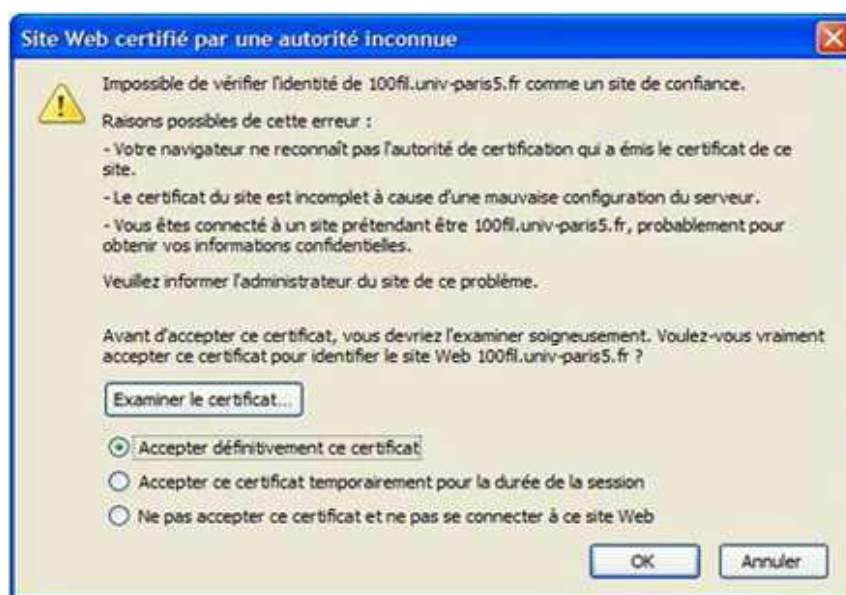 Site Web certifié par une autorité inconnue
Impossible de vérifier l'identité de 100fil.univ-paris5.fr comme un site de confiance.
Raisons possibles de cette erreur :
- Votre navigateur ne reconnaît pas l'autorité de certification qui a émis le certificat de ce
site.
- Le certificat du site est incomplet à cause d'une mauvaise configuration du serveur.
- Vous êtes connecté à un site prétendant être 100fil.univ-paris5.fr, probablement pour
obtenir vos informations confidentielles.
Veuillez informer l'administrateur du site de ce problème.
Avant d'accepter ce certificat, vous devriez l'examiner soigneusement. Voulez-vous vraiment
accepter ce certificat pour identifier le site Web 100fil.univ-paris5.fr ?
Examiner le certificat...
Accepter définitivement ce certificat
Accepter ce certificat temporairement pour la durée de la session
Ne pas accepter ce certificat et ne pas se connecter à ce site Web
OK Annuler